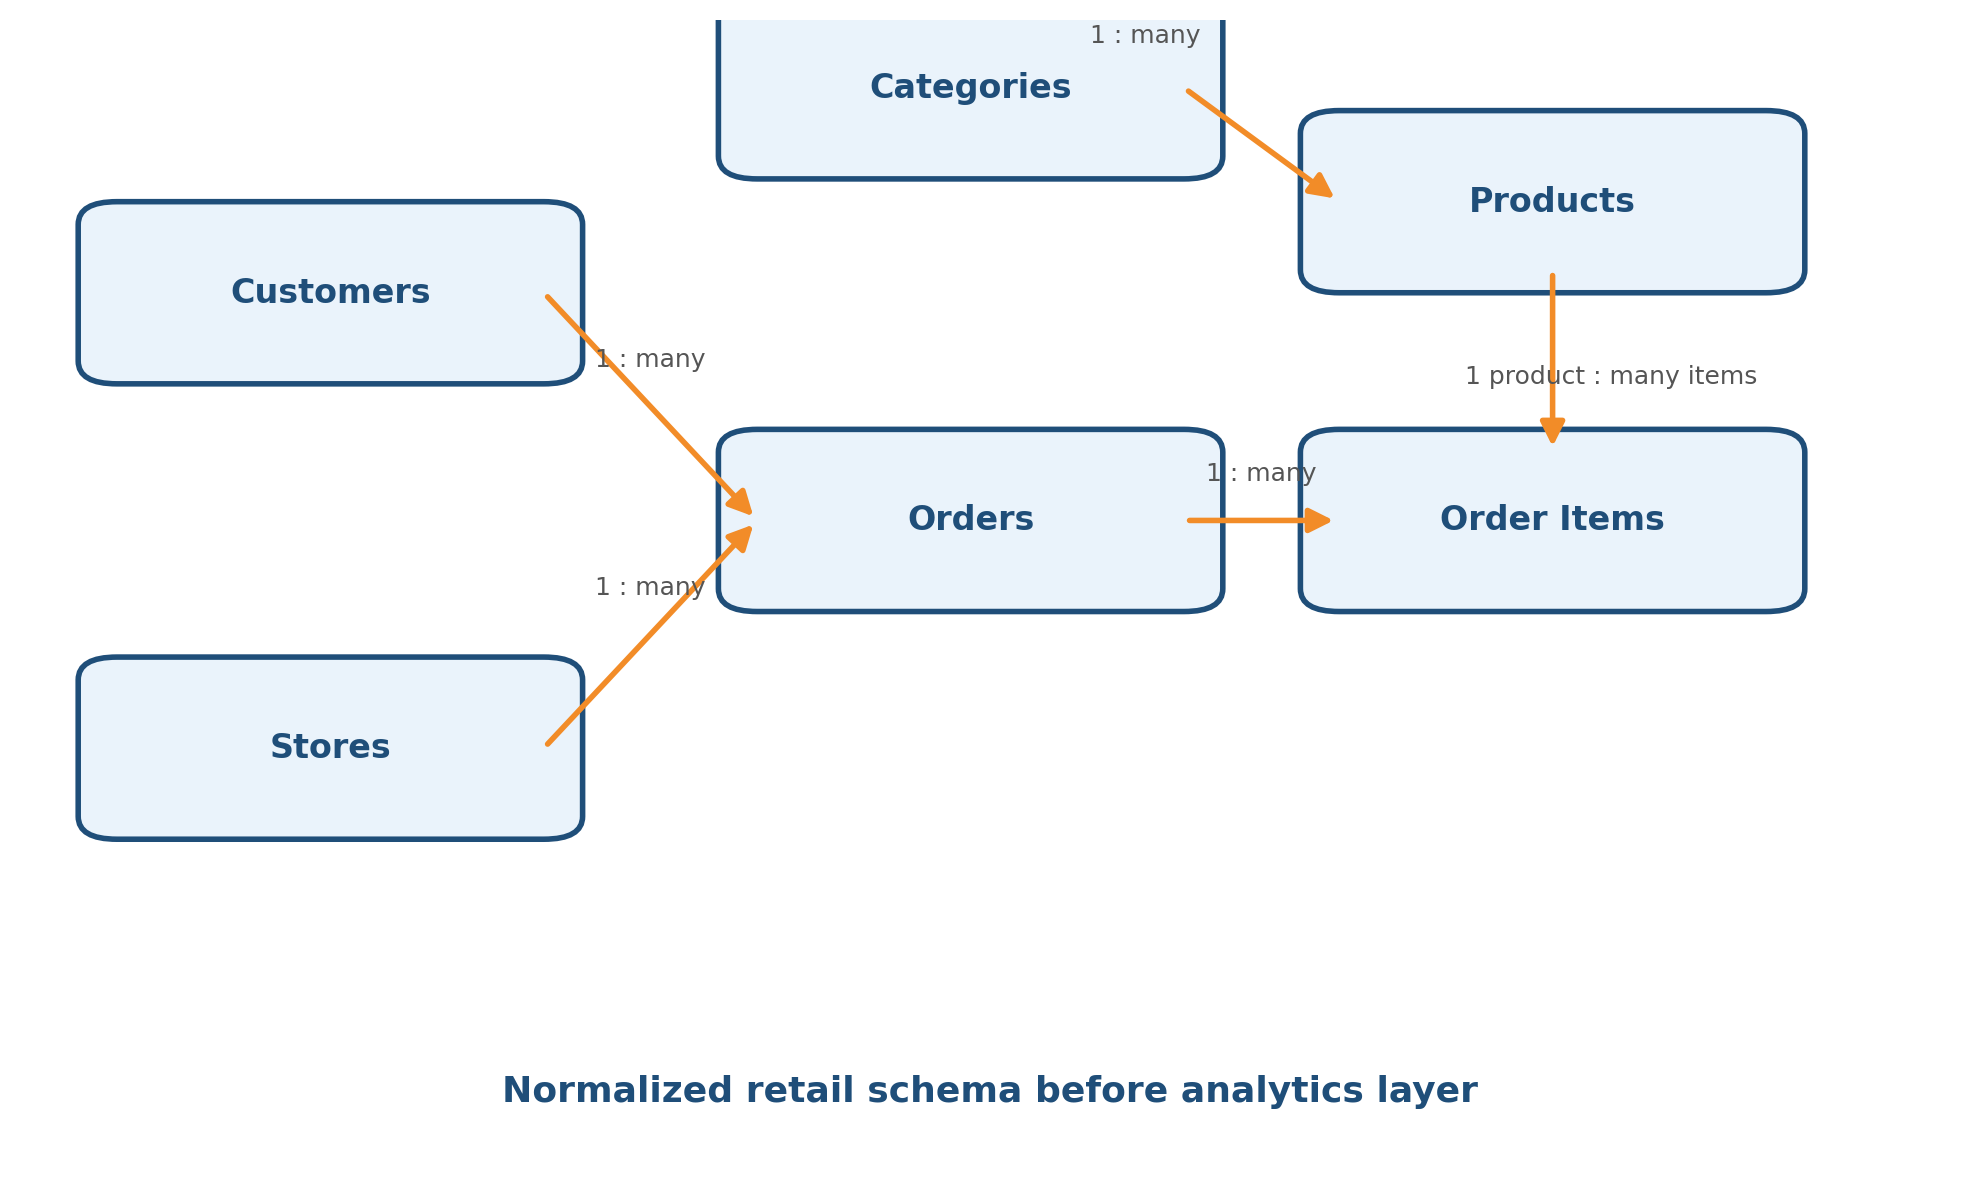 1 : many
Categories
Products
Customers
1 : many
1 product : many items
1 : many
Orders
Order Items
1 : many
Stores
Normalized retail schema before analytics layer